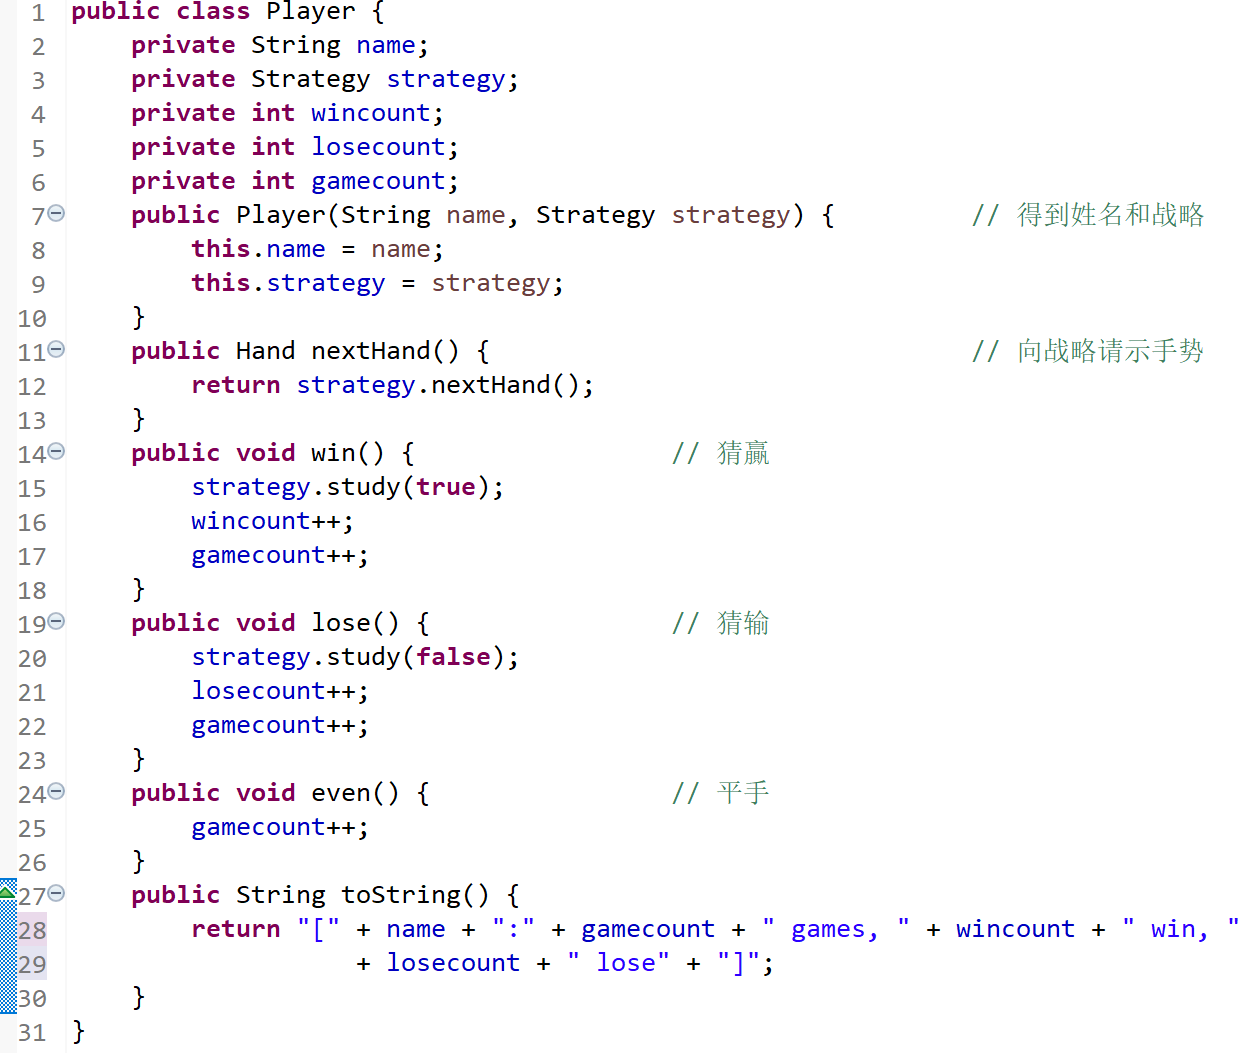 1 public class Player {
2     private String name;
3     private Strategy strategy;
4     private int wincount;
5     private int losecount;
6     private int gamecount;
7     public Player(String name, Strategy strategy) {         // 得到姓名和战略
8         this.name = name;
9         this.strategy = strategy;
10     }
11     public Hand nextHand() {                                // 向战略请示手势
12         return strategy.nextHand();
13     }
14     public void win() {                 // 猜赢
15         strategy.study(true);
16         wincount++;
17         gamecount++;
18     }
19     public void lose() {                // 猜输
20         strategy.study(false);
21         losecount++;
22         gamecount++;
23     }
24     public void even() {                // 平手
25         gamecount++;
26     }
27     public String toString() {
28         return "[" + name + ":" + gamecount + " games, " + wincount + " win, "
29                    + losecount + " lose" + "]";
30     }
31 }